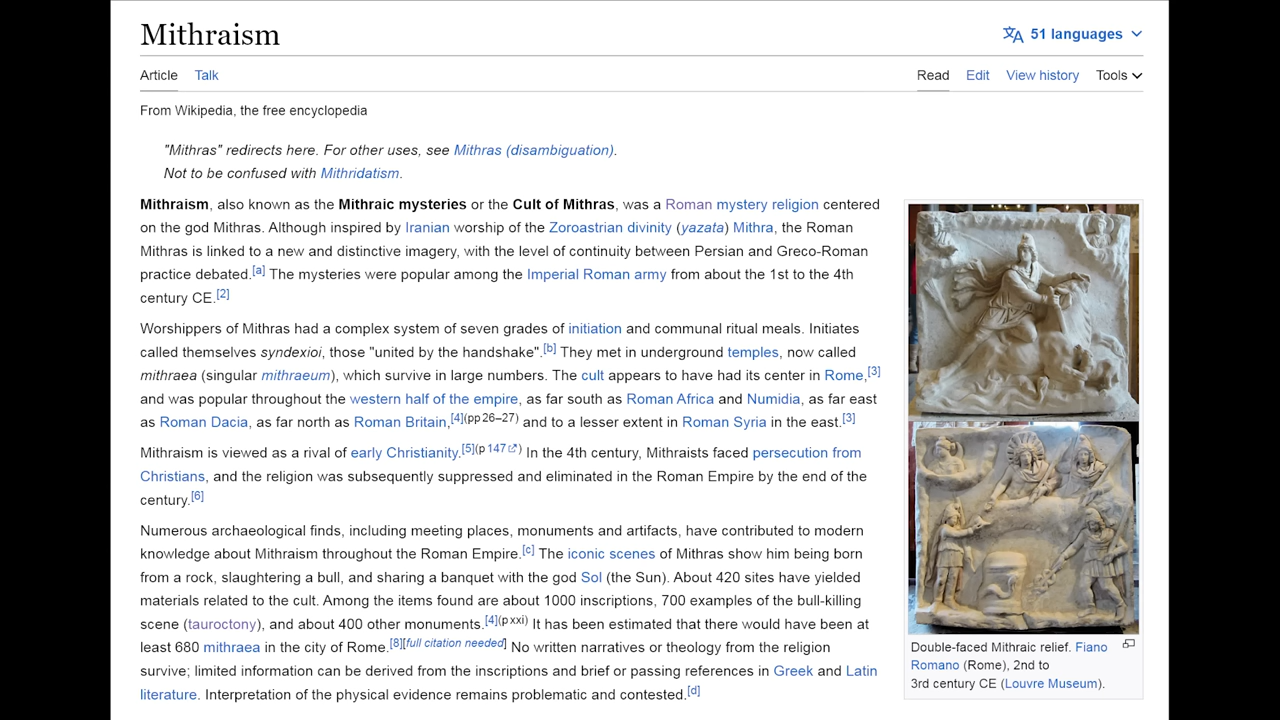 Mithraism
51 languages
Article Talk
Read Edit View history Tools
From Wikipedia, the free encyclopedia
"Mithras" redirects here. For other uses, see Mithras (disambiguation).
Not to be confused with Mithridatism.
Mithraism, also known as the Mithraic mysteries or the Cult of Mithras, was a Roman mystery religion centered
on the god Mithras. Although inspired by Iranian worship of the Zoroastrian divinity (yazata) Mithra, the Roman
Mithras is linked to a new and distinctive imagery, with the level of continuity between Persian and Greco-Roman
practice debated.[a] The mysteries were popular among the Imperial Roman army from about the 1st to the 4th
century CE.[2]
Worshippers of Mithras had a complex system of seven grades of initiation and communal ritual meals. Initiates
called themselves syndexioi, those "united by the handshake".[b] They met in underground temples, now called
mithraea (singular mithraeum), which survive in large numbers. The cult appears to have had its center in Rome,[3]
and was popular throughout the western half of the empire, as far south as Roman Africa and Numidia, as far east
as Roman Dacia, as far north as Roman Britain,[4](pp 26–27) and to a lesser extent in Roman Syria in the east.[3]
Mithraism is viewed as a rival of early Christianity.[5](p 147) In the 4th century, Mithraists faced persecution from
Christians, and the religion was subsequently suppressed and eliminated in the Roman Empire by the end of the
century.[6]
Numerous archaeological finds, including meeting places, monuments and artifacts, have contributed to modern
knowledge about Mithraism throughout the Roman Empire.[c] The iconic scenes of Mithras show him being born
from a rock, slaughtering a bull, and sharing a banquet with the god Sol (the Sun). About 420 sites have yielded
materials related to the cult. Among the items found are about 1000 inscriptions, 700 examples of the bull-killing
scene (tauroctony), and about 400 other monuments.[4](p xxi) It has been estimated that there would have been at
least 680 mithraea in the city of Rome.[8][full citation needed] No written narratives or theology from the religion
survive; limited information can be derived from the inscriptions and brief or passing references in Greek and Latin
literature. Interpretation of the physical evidence remains problematic and contested.[d]
Double-faced Mithraic relief. Fiano
Romano (Rome), 2nd to
3rd century CE (Louvre Museum).